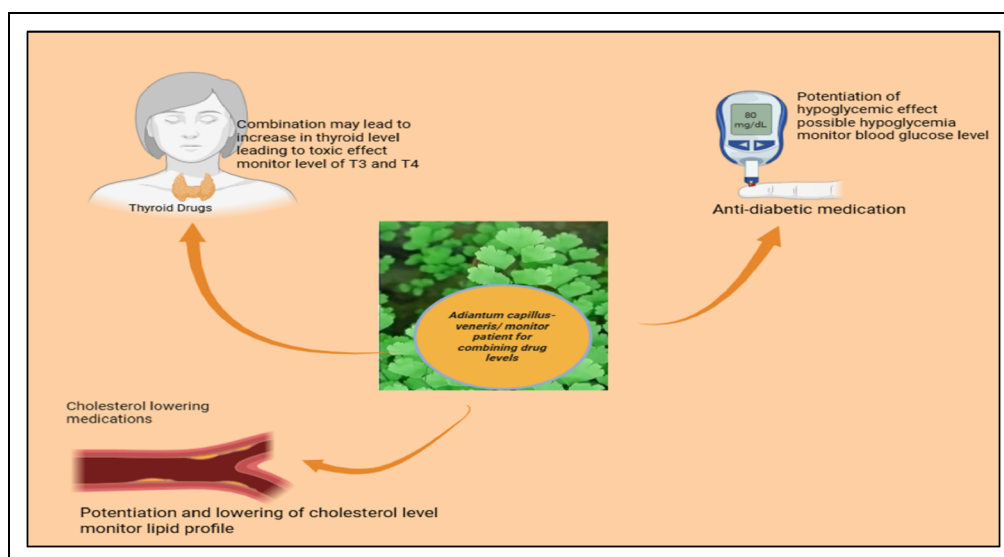 Combination may lead to
increase in thyroid level
leading to toxic effect
monitor level of T3 and T4
Thyroid Drugs
80
mg/dL
Potentiation of
hypoglycemic effect
possible hypoglycemia
monitor blood glucose level
Anti-diabetic medication
Adiantum capillus-
veneris/ monitor
patient for
combining drug
levels
Cholesterol lowering
medications
Potentiation and lowering of cholesterol level
monitor lipid profile